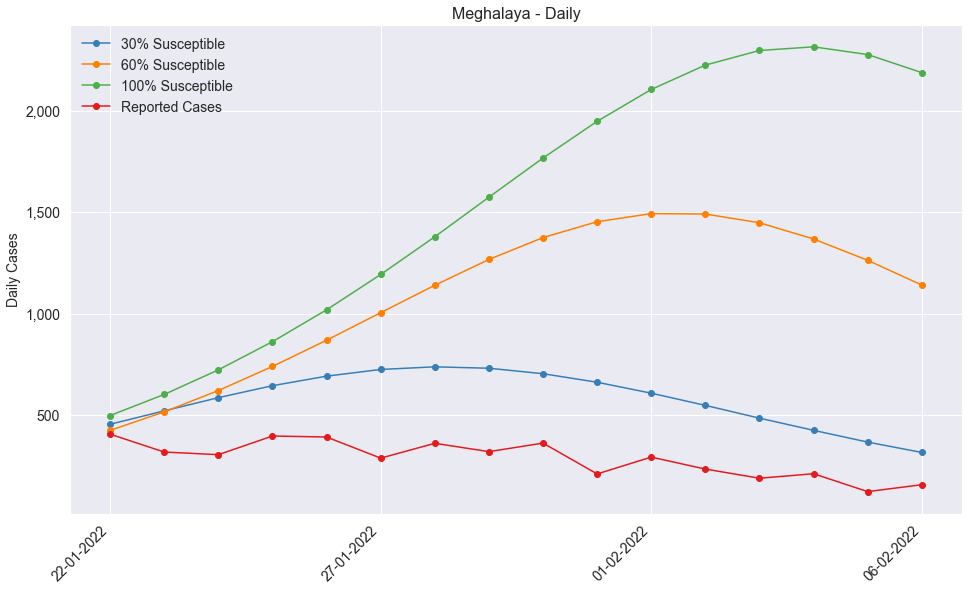 Meghalaya - Daily
30% Susceptible
60% Susceptible
100% Susceptible
Reported Cases
Daily Cases
2,000
1,500
1,000
500
22-01-2022
27-01-2022
01-02-2022
06-02-2022